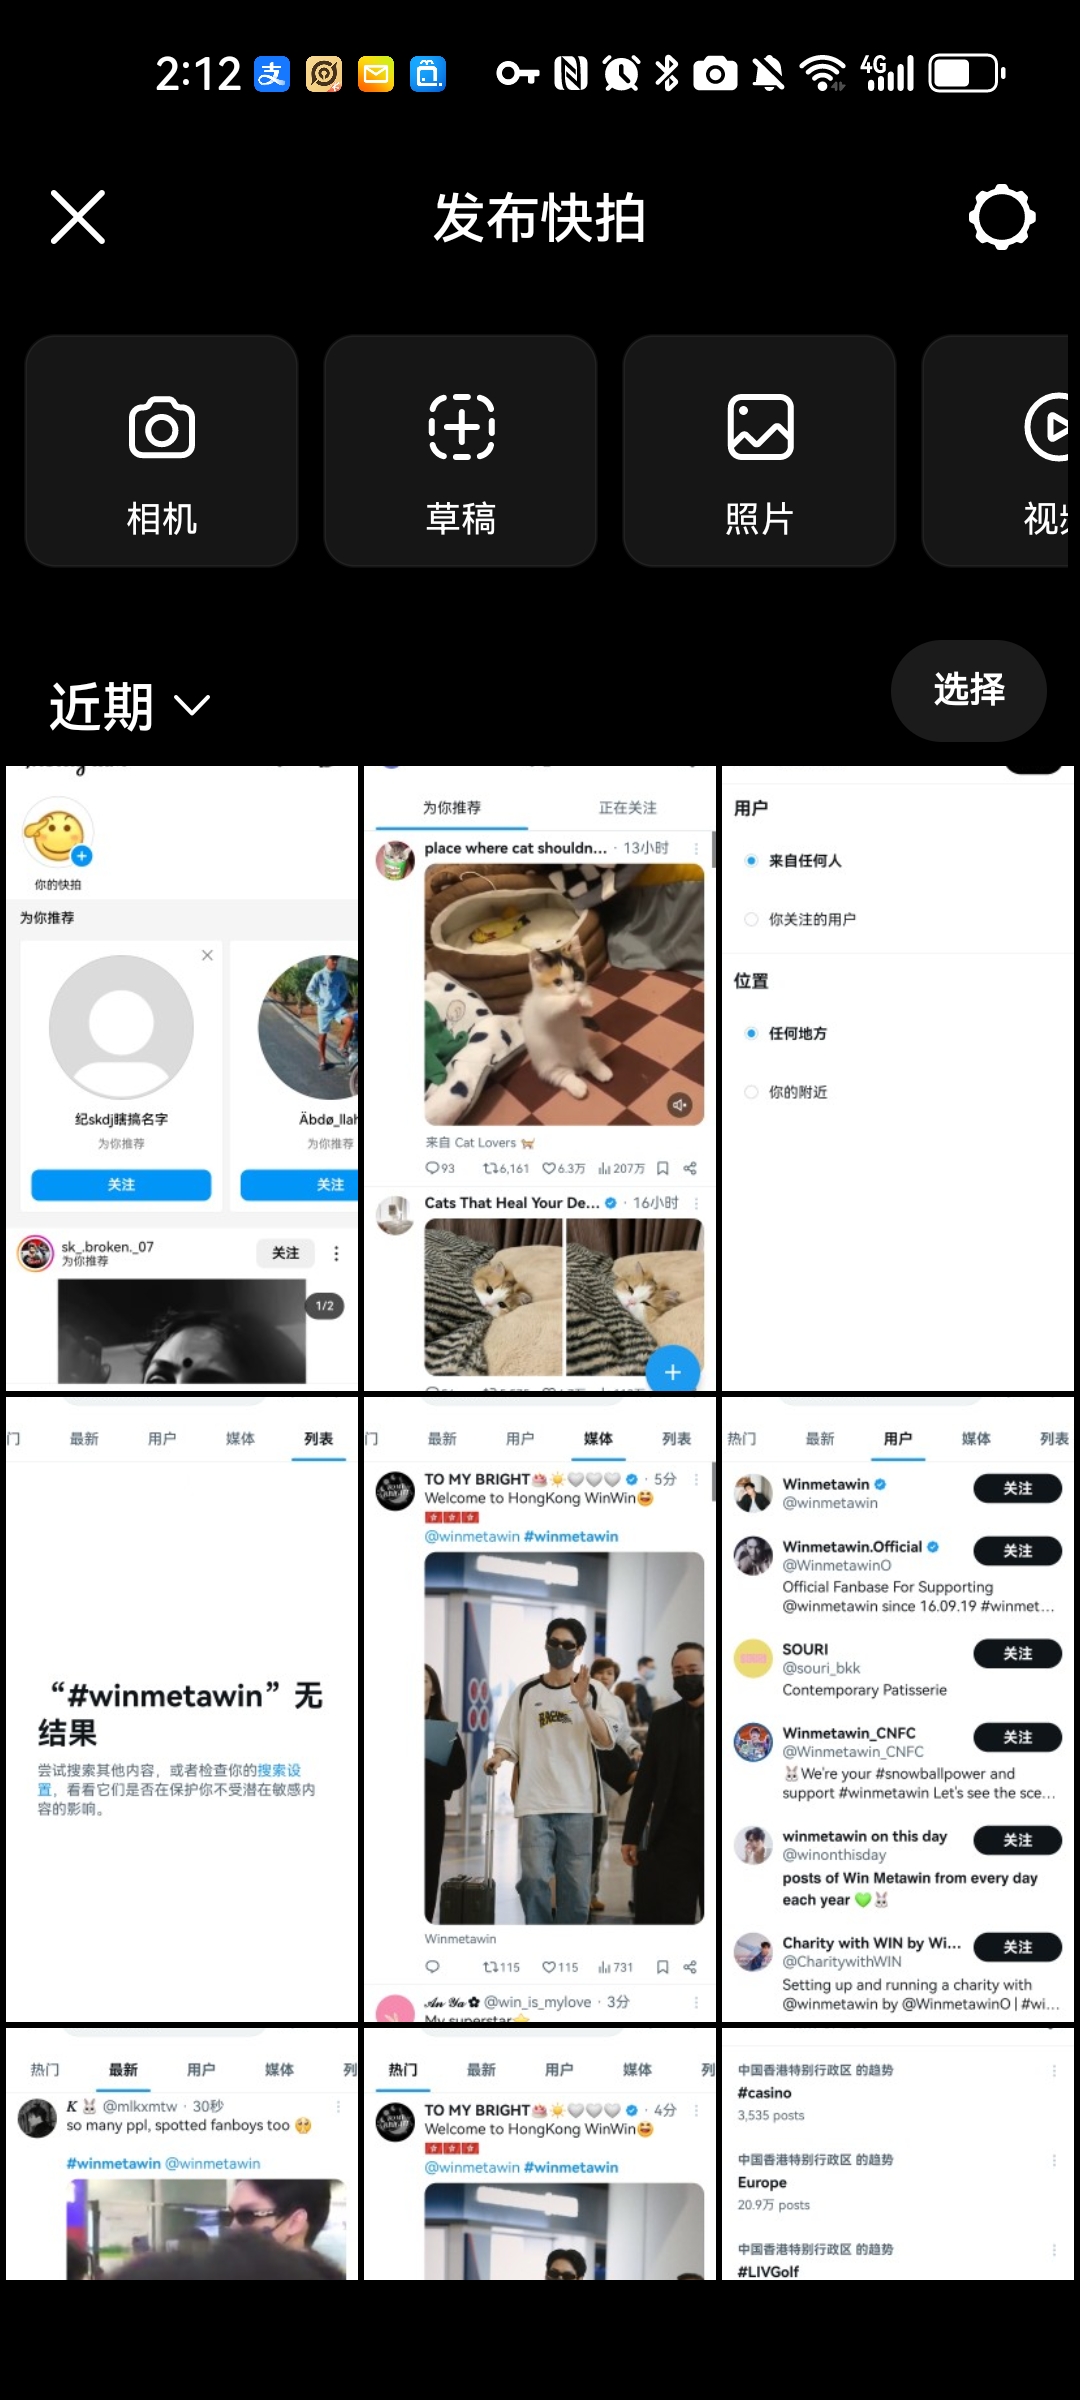 2:12
支
4G
发布快拍
相机
草稿
照片
近期
选择
你的快拍
为你推荐
纪skdj瞎搞名字
为你推荐
关注
Äbdø_llah
为你推荐
关注
sk_.broken._07
为你推荐
关注
1/2
为你推荐 正在关注
place where cat shouldn... · 13小时
来自 Cat Lovers
93 6,161 6.3万 207万
Cats That Heal Your De... · 16小时
用户
来自任何人
你关注的用户
位置
任何地方
你的附近
门 最新 用户 媒体 列表
“#winmetawin” 无
结果
尝试搜索其他内容，或者检查你的搜索设
置，看看它们是否在保护你不受潜在敏感内
容的影响。
门 最新 用户 媒体 列表
TO MY BRIGHT🎂☀️🤍🤍🤍 · 5分
Welcome to HongKong WinWin😆
🇭🇰🇭🇰🇭🇰
@winmetawin #winmetawin
Winmetawin
115 115 731
An Ya ✿ @win_is_mylove · 3分
My superstar⭐
热门 最新 用户 媒体 列表
Winmetawin
@winmetawin
关注
Winmetawin.Official
@WinmetawinO
关注
Official Fanbase For Supporting
@winmetawin since 16.09.19 #winmet...
SOURI
@souri_bkk
关注
Contemporary Patisserie
Winmetawin_CNFC
@Winmetawin_CNFC
关注
🐰We're your #snowballpower and
support #winmetawin Let's see the sce...
winmetawin on this day
@winonthisday
关注
posts of Win Metawin from every day
each year 💚🐰
Charity with WIN by Wi...
@CharitywithWIN
关注
Setting up and running a charity with
@winmetawin by @WinmetawinO | #wi...
热门 最新 用户 媒体 列
K 🐰 @mlkxmtw · 30秒
so many ppl, spotted fanboys too 🤭
#winmetawin @winmetawin
热门 最新 用户 媒体 列
TO MY BRIGHT🎂☀️🤍🤍🤍 · 4分
Welcome to HongKong WinWin😆
🇭🇰🇭🇰🇭🇰
@winmetawin #winmetawin
中国香港特别行政区 的趋势
#casino
3,535 posts
中国香港特别行政区 的趋势
Europe
20.9万 posts
中国香港特别行政区 的趋势
#LIVGolf